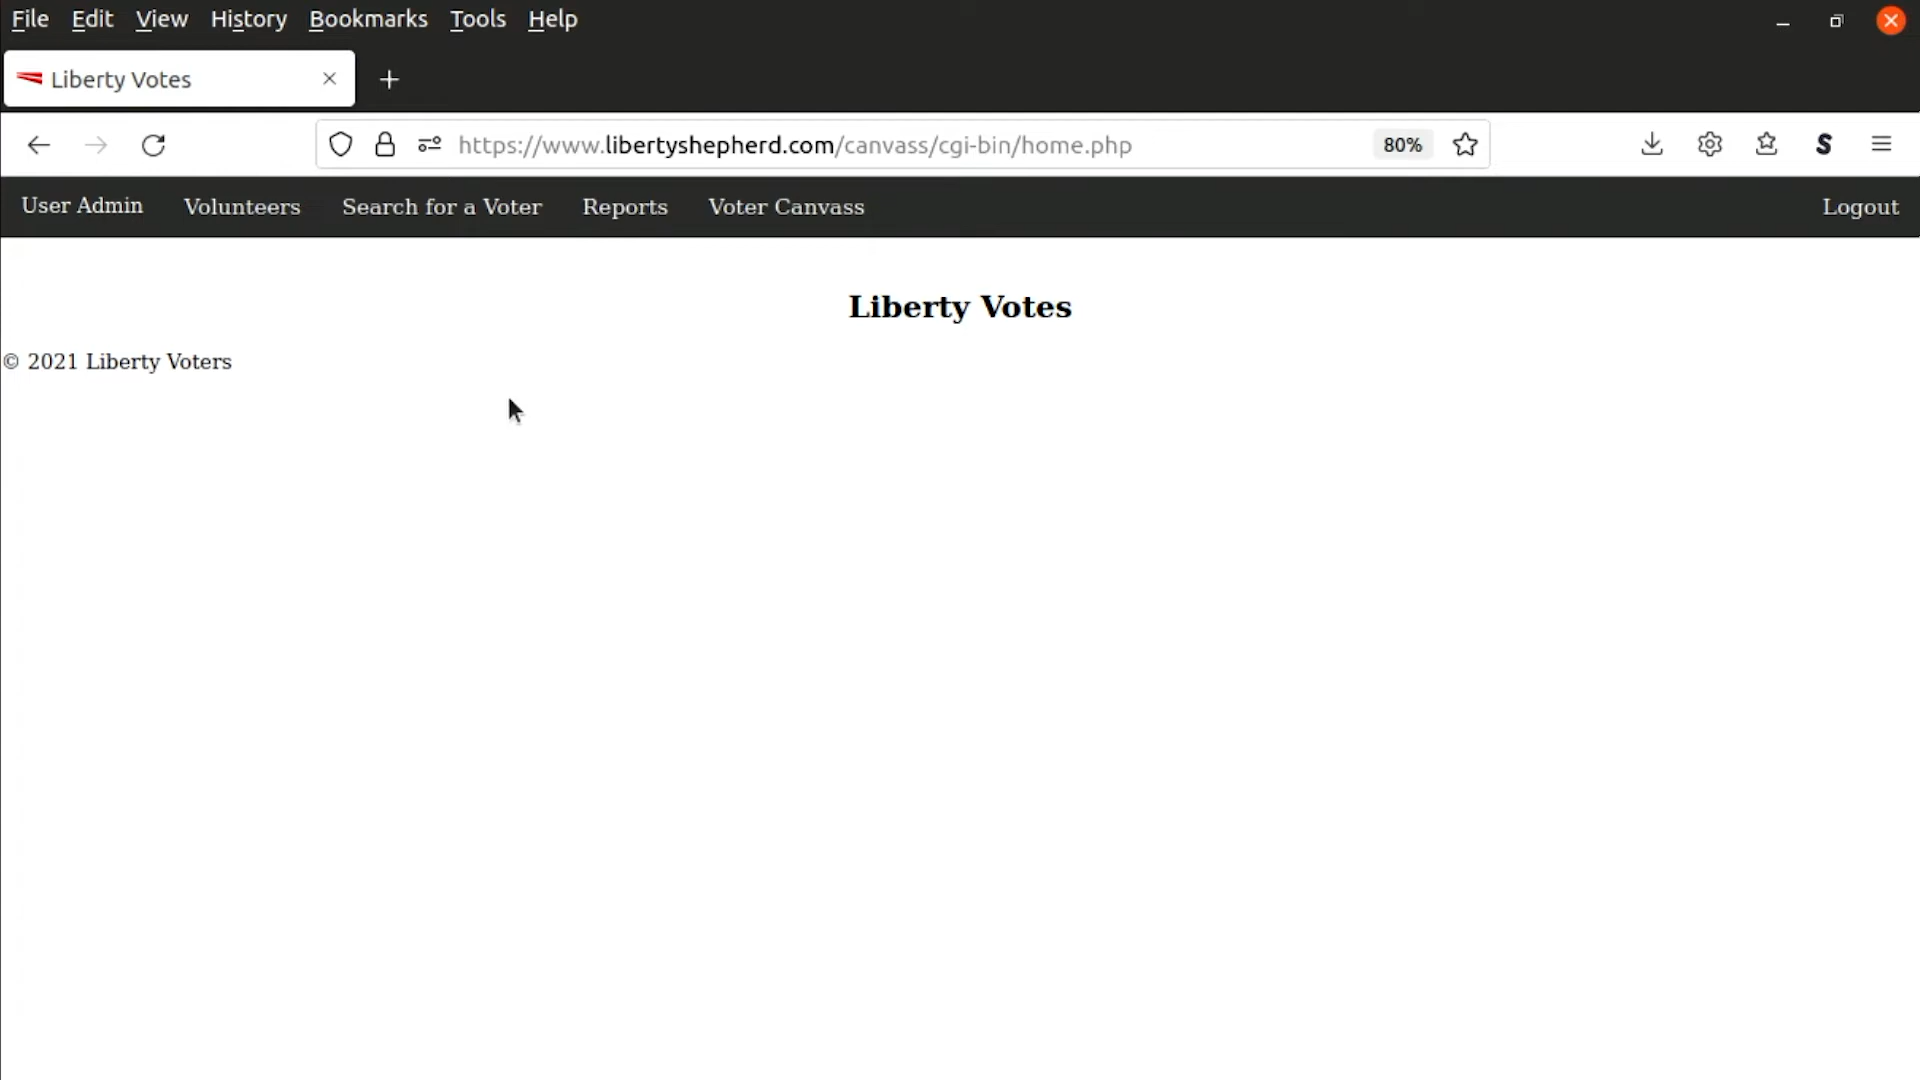 File Edit View History Bookmarks Tools Help
Liberty Votes
https://www.libertyshepherd.com/canvass/cgi-bin/home.php 80% S
User Admin Volunteers Search for a Voter Reports Voter Canvass Logout
Liberty Votes
© 2021 Liberty Voters